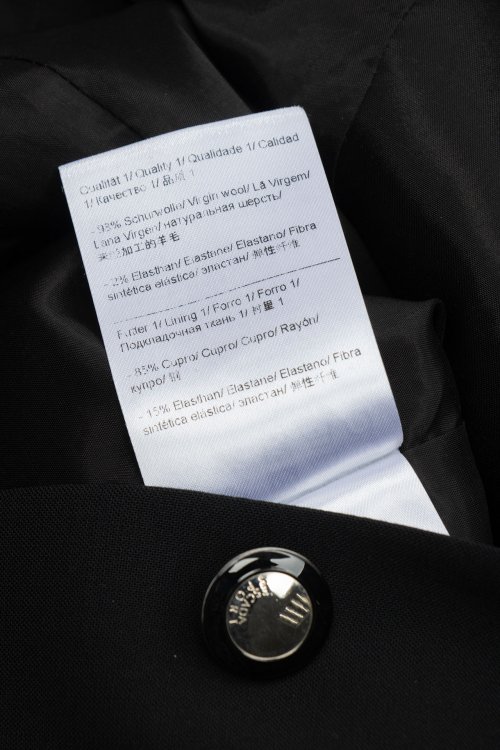 Qualität 1/ Quality 1/ Qualidade 1/ Calidad
1/ Качество 1/ 品质 1
- 98% Schurwolle/ Virgin wool/ Lã Virgem/
Lana Virgen/ натуральная шерсть/
未经加工的羊毛
- 2% Elasthan/ Elastane/ Elastano/ Fibra
sintética elástica/ эластан/ 弹性纤维
Futter 1/ Lining 1/ Forro 1/ Forro 1/
Подкладочная ткань 1/ 衬里 1
- 85% Cupro/ Cupro/ Cupro/ Rayón/
купро/ 铜
- 15% Elasthan/ Elastane/ Elastano/ Fibra
sintética elástica/ эластан/ 弹性纤维
ESCADA